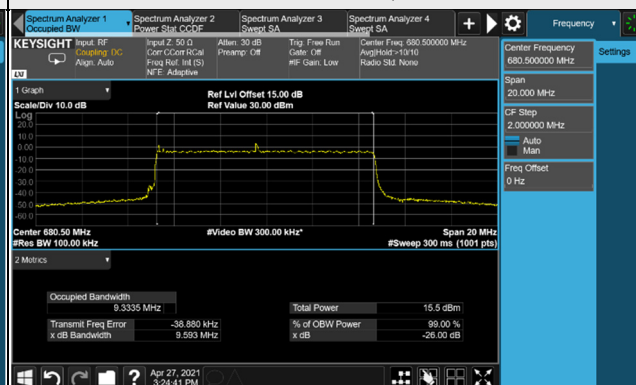 Spectrum Analyzer 1
Occupied BW
Spectrum Analyzer 2
Power Stat CCDF
Spectrum Analyzer 3
Swept SA
Spectrum Analyzer 4
Swept SA
Frequency
KEYSIGHT
Input: RF
Coupling: DC
Align: Auto
Input Z: 50 Ω
Corr CCorr RCal
Freq Ref: Int (S)
NFE: Adaptive
Atten: 30 dB
Preamp: Off
Trig: Free Run
Gate: Off
#IF Gain: Low
Center Freq: 680.500000 MHz
Avg|Hold:>10/10
Radio Std: None
LXI
Center Frequency
680.500000 MHz
Settings
Span
20.000 MHz
CF Step
2.000000 MHz
Auto
Man
Freq Offset
0 Hz
1 Graph
Scale/Div 10.0 dB
Ref Lvl Offset 15.00 dB
Ref Value 30.00 dBm
Log
20.0
10.0
0.00
-10.0
-20.0
-30.0
-40.0
-50.0
-60.0
Center 680.50 MHz
#Res BW 100.00 kHz
#Video BW 300.00 kHz*
Span 20 MHz
#Sweep 300 ms (1001 pts)
2 Metrics
Occupied Bandwidth
9.3335 MHz
Total Power 15.5 dBm
Transmit Freq Error -38.880 kHz
% of OBW Power 99.00 %
x dB Bandwidth 9.593 MHz
x dB -26.00 dB
Apr 27, 2021
3:24:41 PM